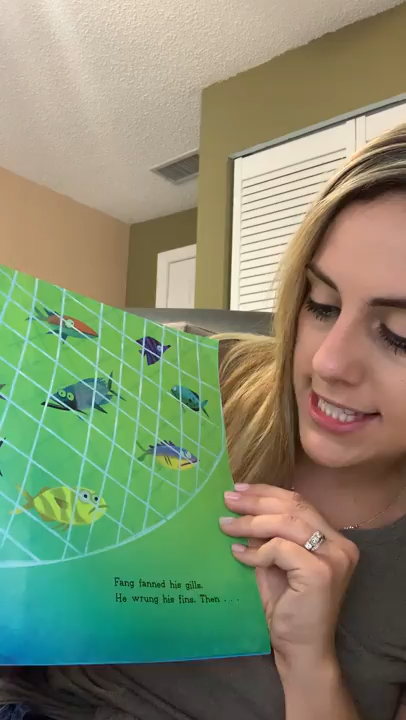 Fang fanned his gills.
He wrung his fins. Then . . .